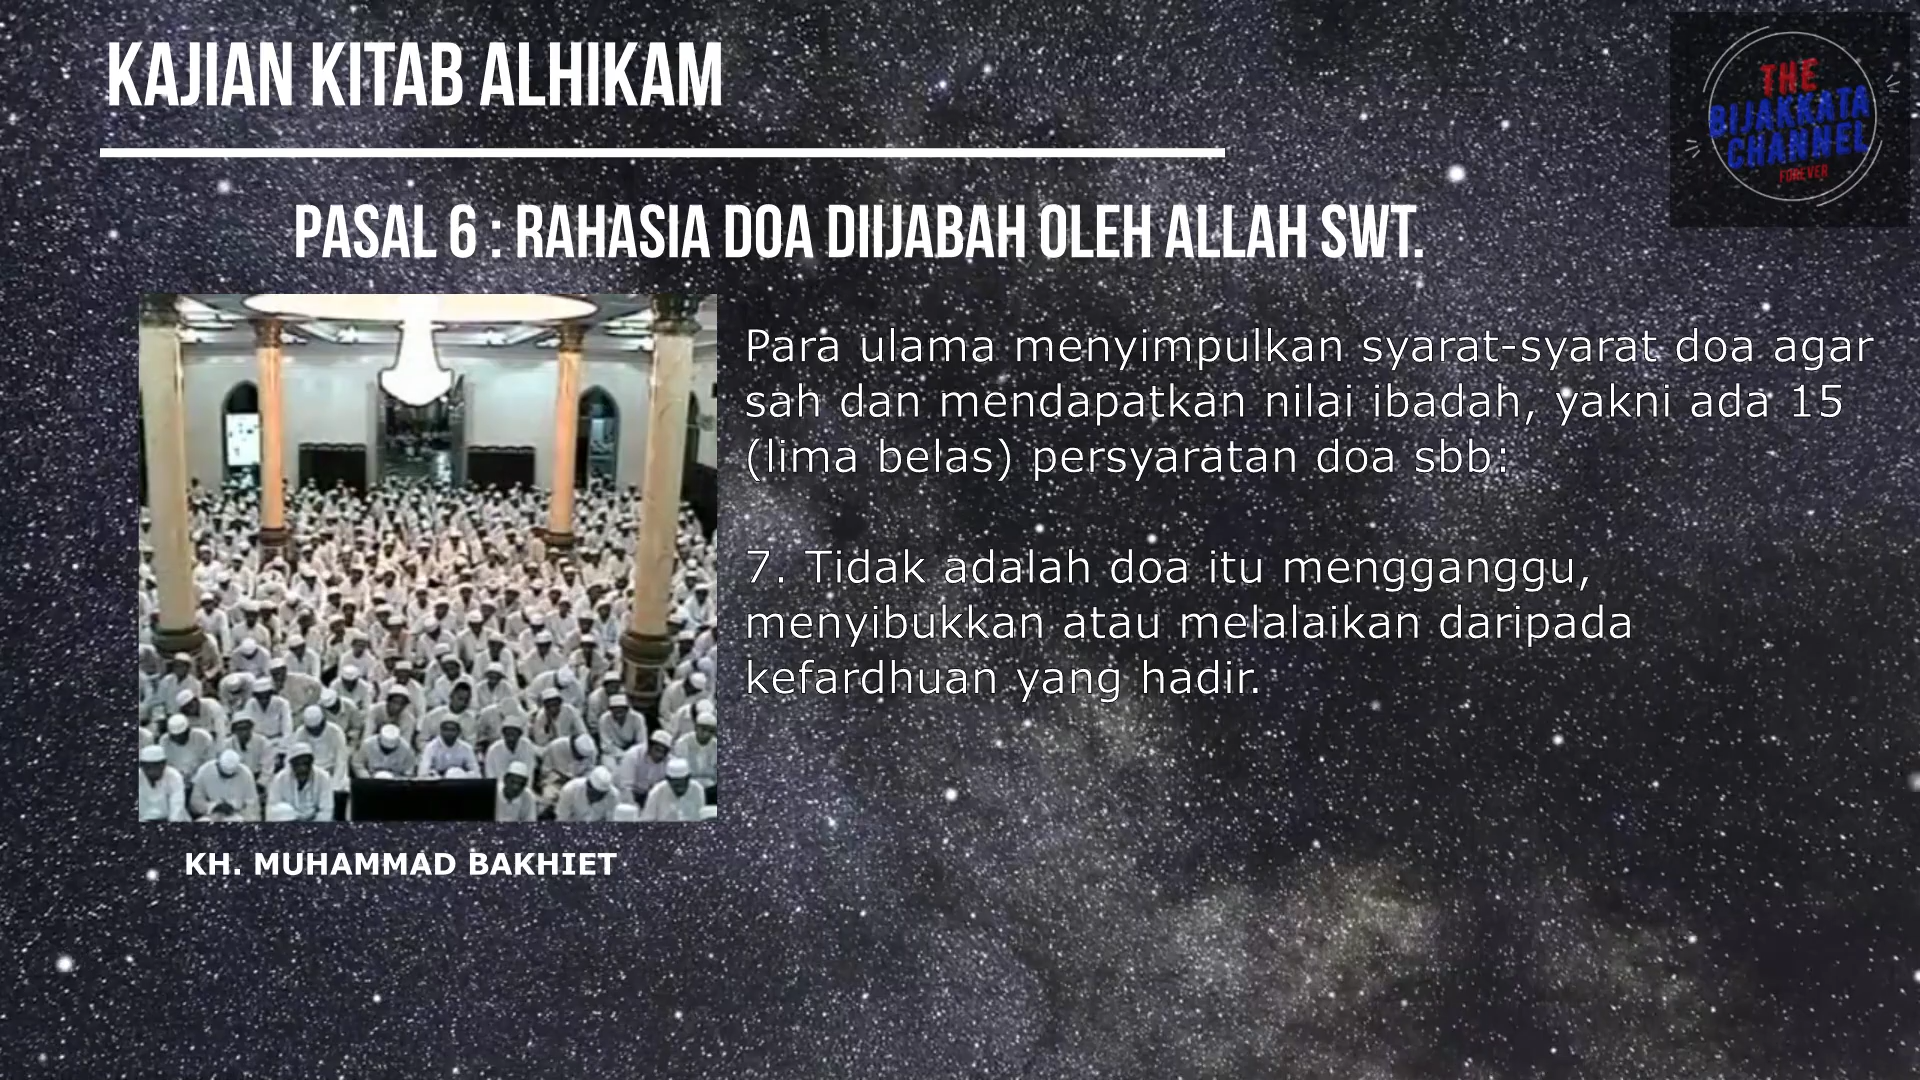 KAJIAN KITAB ALHIKAM
THE
BIJAKKATA
CHANNEL
FOREVER
PASAL 6 : RAHASIA DOA DIIJABAH OLEH ALLAH SWT.
Para ulama menyimpulkan syarat-syarat doa agar
sah dan mendapatkan nilai ibadah, yakni ada 15
(lima belas) persyaratan doa sbb:
7. Tidak adalah doa itu mengganggu,
menyibukkan atau melalaikan daripada
kefardhuan yang hadir.
KH. MUHAMMAD BAKHIET